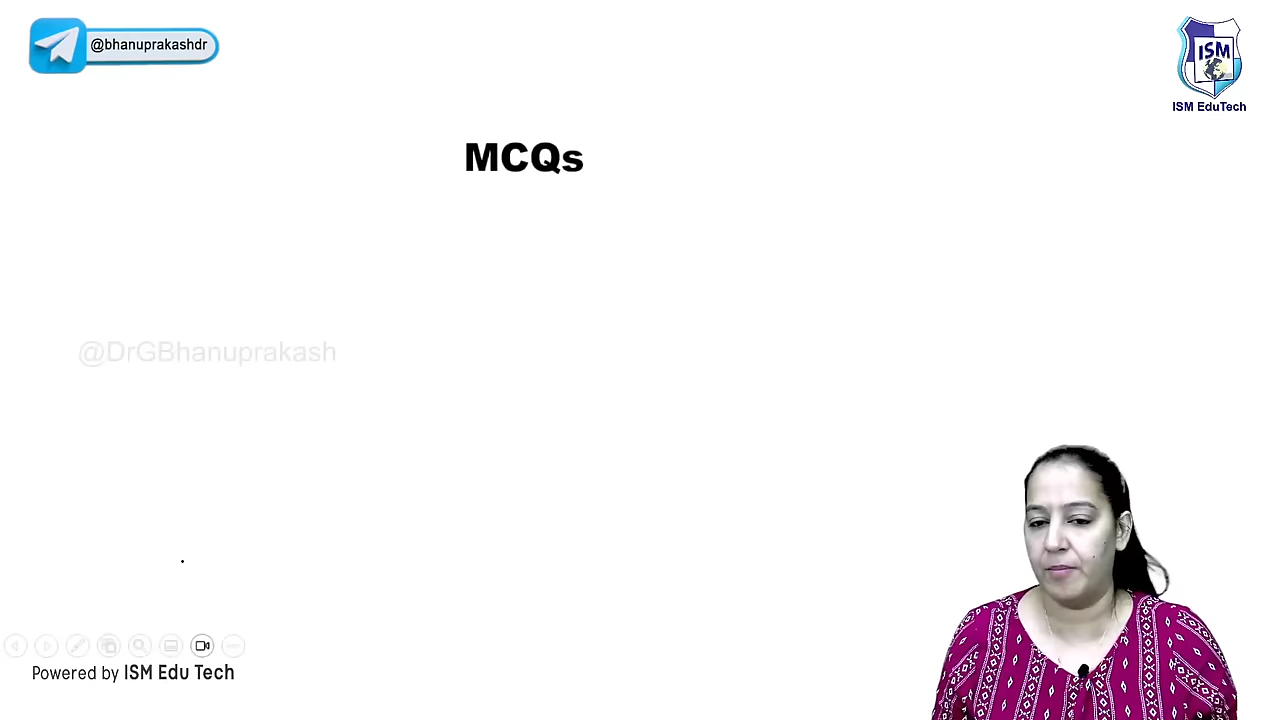 @bhanuprakashdr
ISM
ISM EduTech
MCQs
@DrGBhanuprakash
Powered by ISM Edu Tech